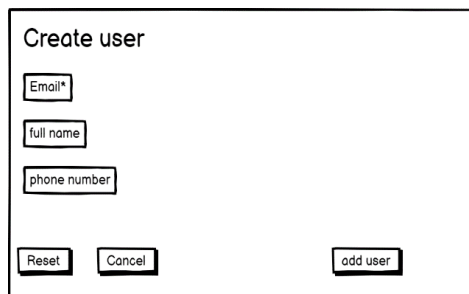 Create user
Email*
full name
phone number
Reset Cancel add user